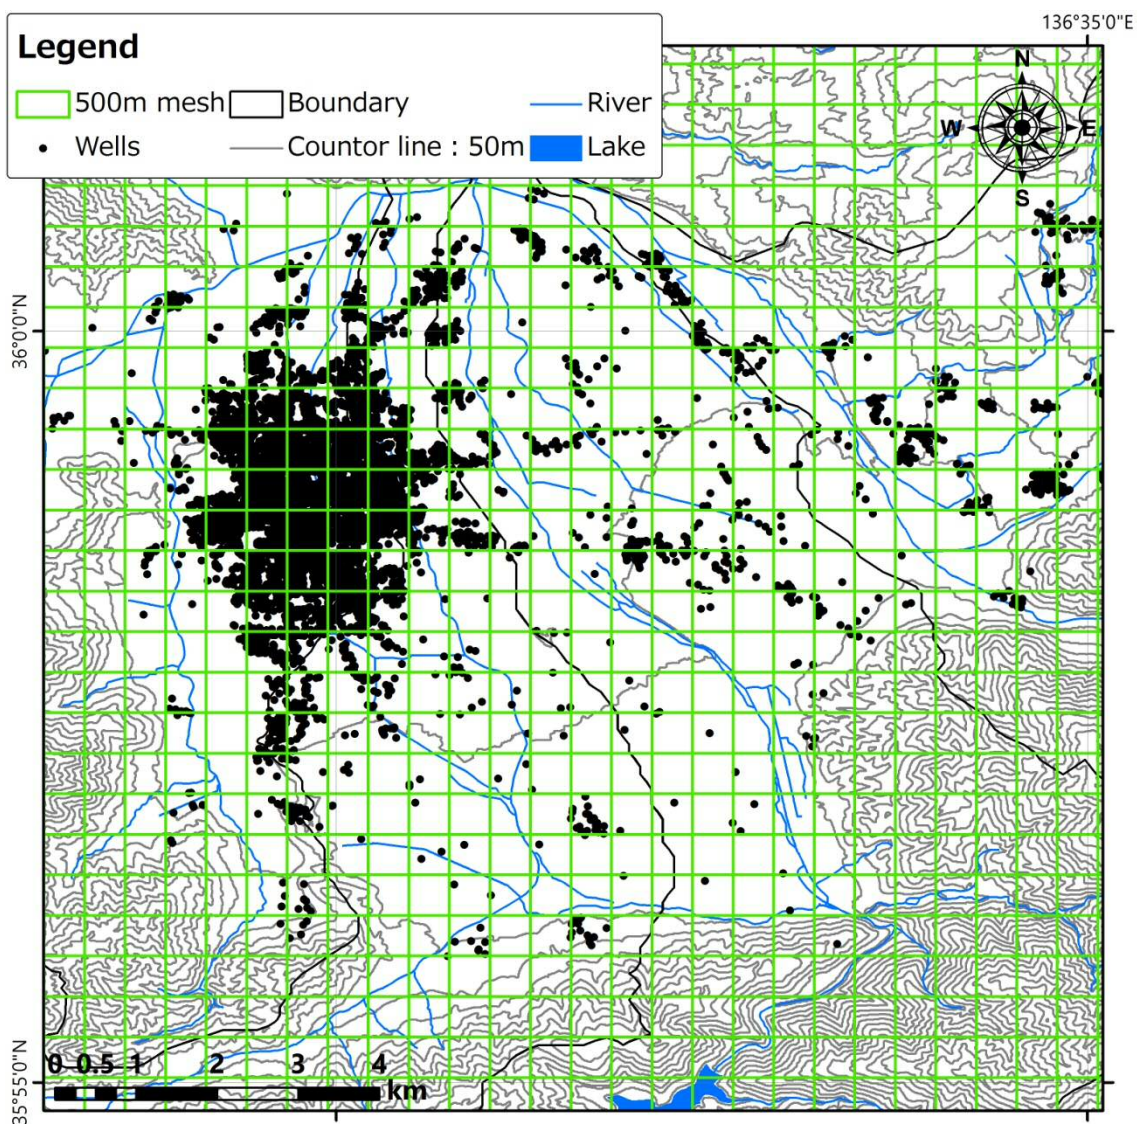 136°35'0"E
Legend
500m mesh
Boundary
River
Wells
Countor line : 50m
Lake
N
W
E
S
36°0'0"N
35°55'0"N
0 0.5 1 2 3 4
km